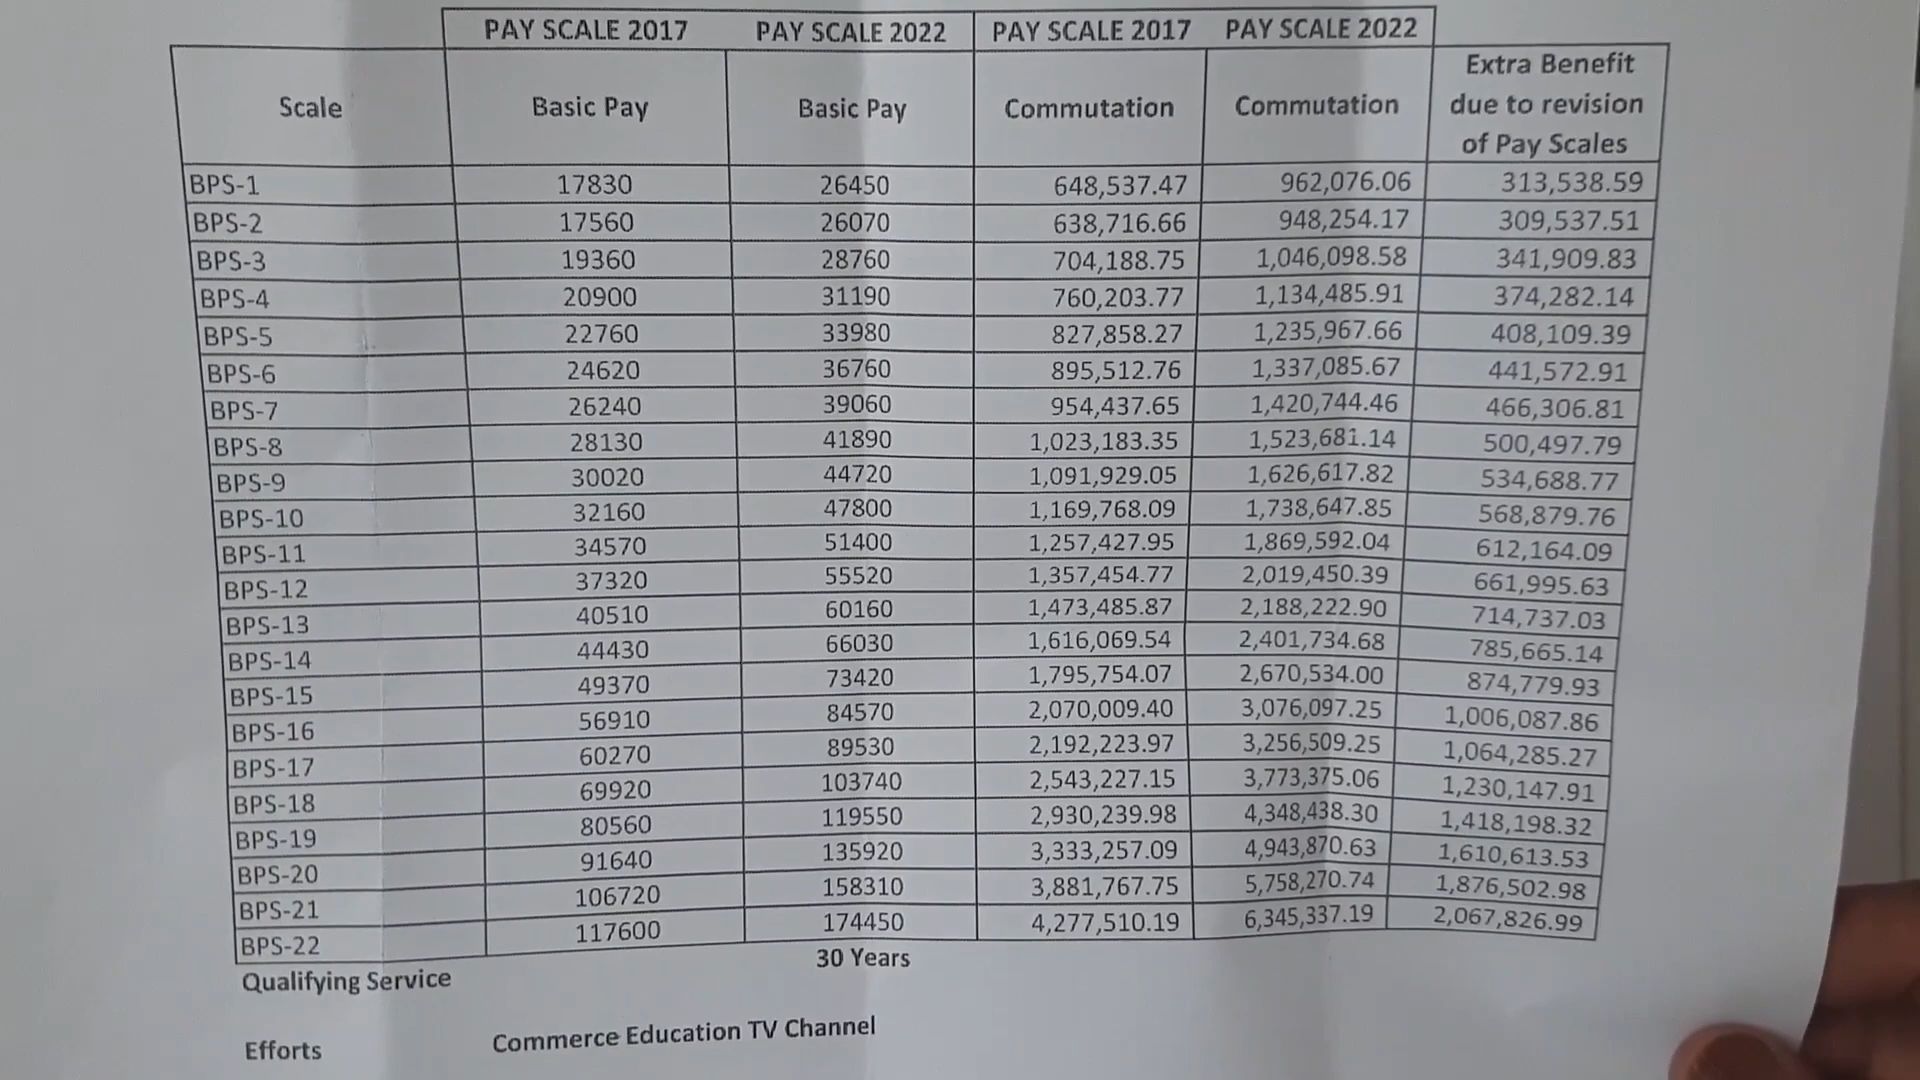 PAY SCALE 2017 PAY SCALE 2022 PAY SCALE 2017 PAY SCALE 2022
Scale Basic Pay Basic Pay Commutation Commutation Extra Benefit due to revision of Pay Scales
BPS-1 17830 26450 648,537.47 962,076.06 313,538.59
BPS-2 17560 26070 638,716.66 948,254.17 309,537.51
BPS-3 19360 28760 704,188.75 1,046,098.58 341,909.83
BPS-4 20900 31190 760,203.77 1,134,485.91 374,282.14
BPS-5 22760 33980 827,858.27 1,235,967.66 408,109.39
BPS-6 24620 36760 895,512.76 1,337,085.67 441,572.91
BPS-7 26240 39060 954,437.65 1,420,744.46 466,306.81
BPS-8 28130 41890 1,023,183.35 1,523,681.14 500,497.79
BPS-9 30020 44720 1,091,929.05 1,626,617.82 534,688.77
BPS-10 32160 47800 1,169,768.09 1,738,647.85 568,879.76
BPS-11 34570 51400 1,257,427.95 1,869,592.04 612,164.09
BPS-12 37320 55520 1,357,454.77 2,019,450.39 661,995.63
BPS-13 40510 60160 1,473,485.87 2,188,222.90 714,737.03
BPS-14 44430 66030 1,616,069.54 2,401,734.68 785,665.14
BPS-15 49370 73420 1,795,754.07 2,670,534.00 874,779.93
BPS-16 56910 84570 2,070,009.40 3,076,097.25 1,006,087.86
BPS-17 60270 89530 2,192,223.97 3,256,509.25 1,064,285.27
BPS-18 69920 103740 2,543,227.15 3,773,375.06 1,230,147.91
BPS-19 80560 119550 2,930,239.98 4,348,438.30 1,418,198.32
BPS-20 91640 135920 3,333,257.09 4,943,870.63 1,610,613.53
BPS-21 106720 158310 3,881,767.75 5,758,270.74 1,876,502.98
BPS-22 117600 174450 4,277,510.19 6,345,337.19 2,067,826.99
Qualifying Service 30 Years
Efforts Commerce Education TV Channel